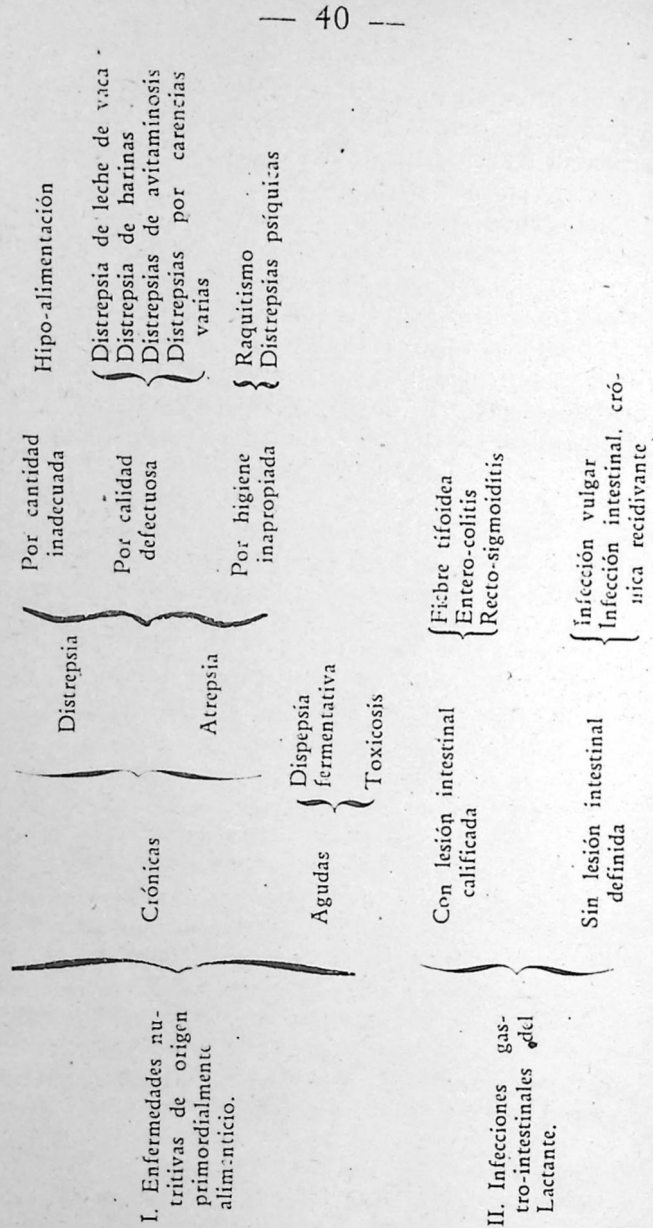 — 40 —
I. Enfermedades nu-
tritivas de origen
primordialmente
alimenticio.
Crónicas
Distrepsia
Atrepsia
Por cantidad
inadecuada
Hipo-alimentación
Por calidad
defectuosa
Distrepsia de leche de vaca
Distrepsia de harinas
Distrepsias de avitaminosis
Distrepsias por carencias
varias
Por higiene
inapropiada
Raquitismo
Distrepsias psíquicas
Agudas
Dispepsia
fermentativa
Toxicosis
II. Infecciones gas-
tro-intestinales del
Lactante.
Con lesión intestinal
calificada
Fiebre tifoidea
Entero-colitis
Recto-sigmoiditis
Sin lesión intestinal
definida
Infección vulgar
Infección intestinal, cró-
nica recidivante